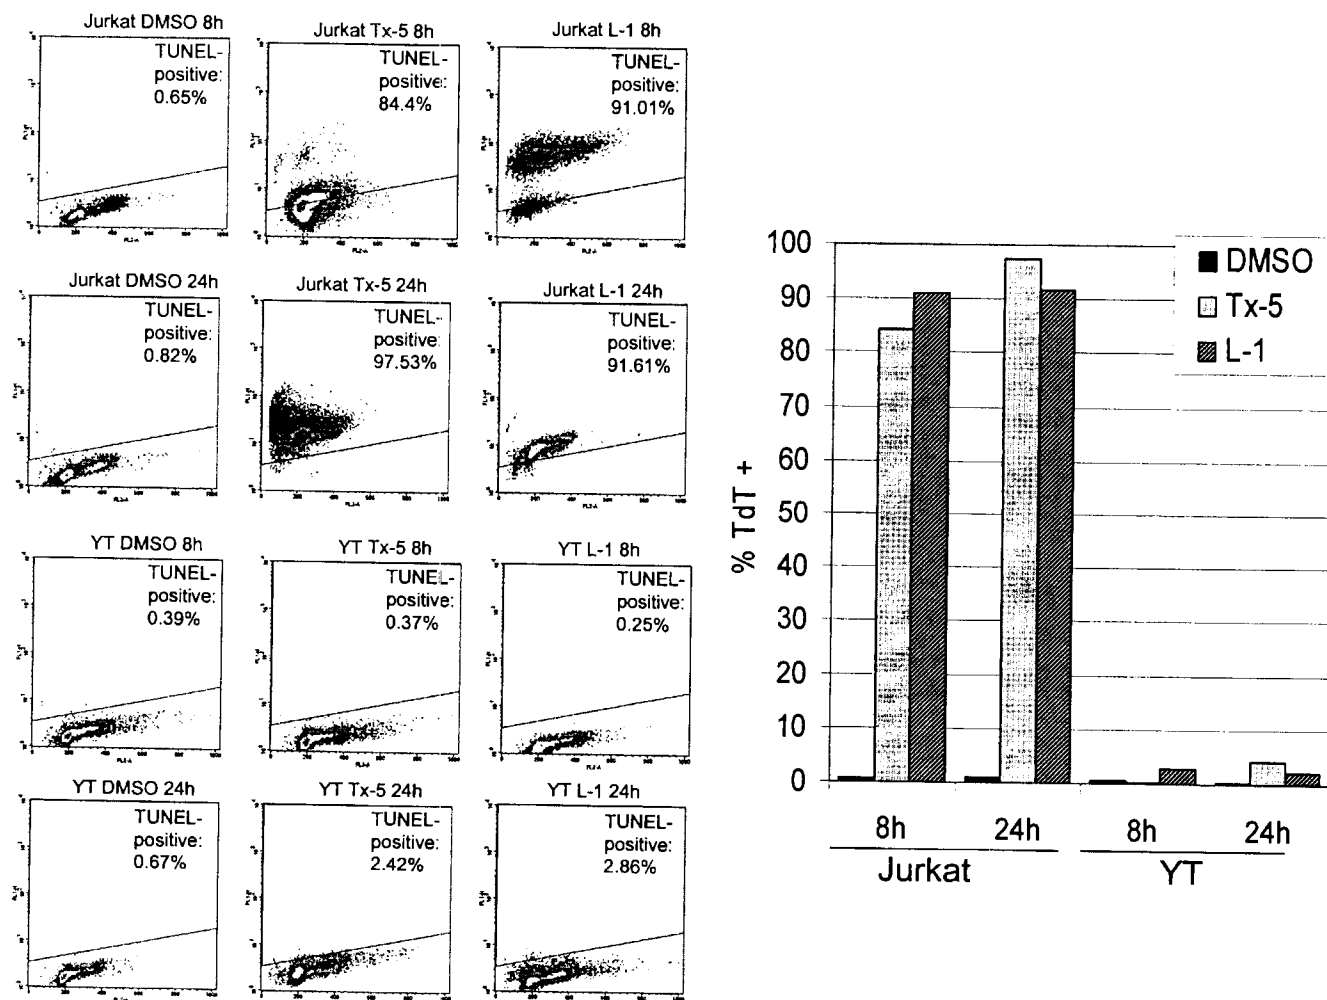 Jurkat DMSO 8h
TUNEL-
positive:
0.65%
Jurkat Tx-5 8h
TUNEL-
positive:
84.4%
Jurkat L-1 8h
TUNEL-
positive:
91.01%
Jurkat DMSO 24h
TUNEL-
positive:
0.82%
Jurkat Tx-5 24h
TUNEL-
positive:
97.53%
Jurkat L-1 24h
TUNEL-
positive:
91.61%
YT DMSO 8h
TUNEL-
positive:
0.39%
YT Tx-5 8h
TUNEL-
positive:
0.37%
YT L-1 8h
TUNEL-
positive:
0.25%
YT DMSO 24h
TUNEL-
positive:
0.67%
YT Tx-5 24h
TUNEL-
positive:
2.42%
YT L-1 24h
TUNEL-
positive:
2.86%
% TdT +
100
90
80
70
60
50
40
30
20
10
0
DMSO
Tx-5
L-1
8h 24h 8h 24h
Jurkat YT